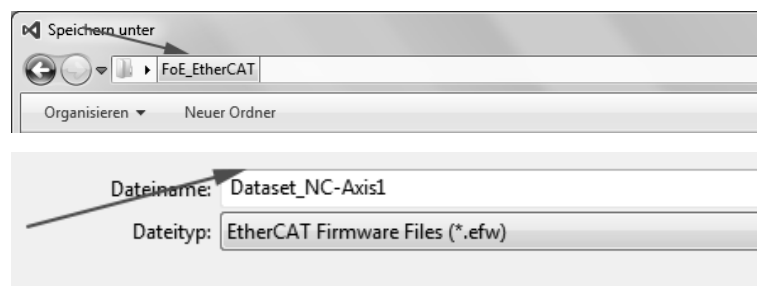 Speichern unter
FoE_EtherCAT
Organisieren Neuer Ordner
Dateiname: Dataset_NC-Axis1
Dateityp: EtherCAT Firmware Files (*.efw)